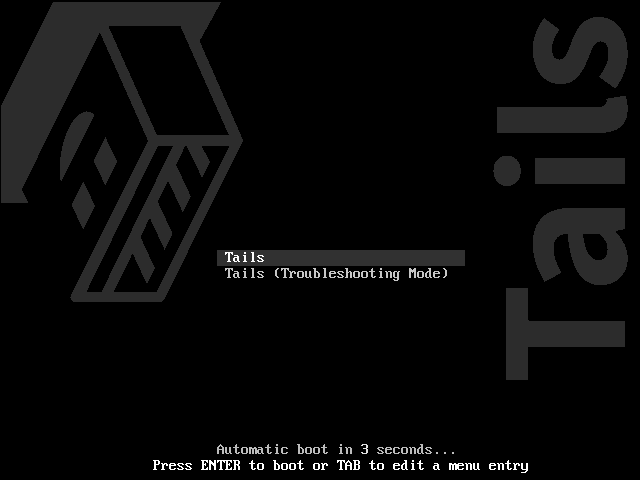 Tails
Tails
Tails (Troubleshooting Mode)
Automatic boot in 3 seconds...
Press ENTER to boot or TAB to edit a menu entry